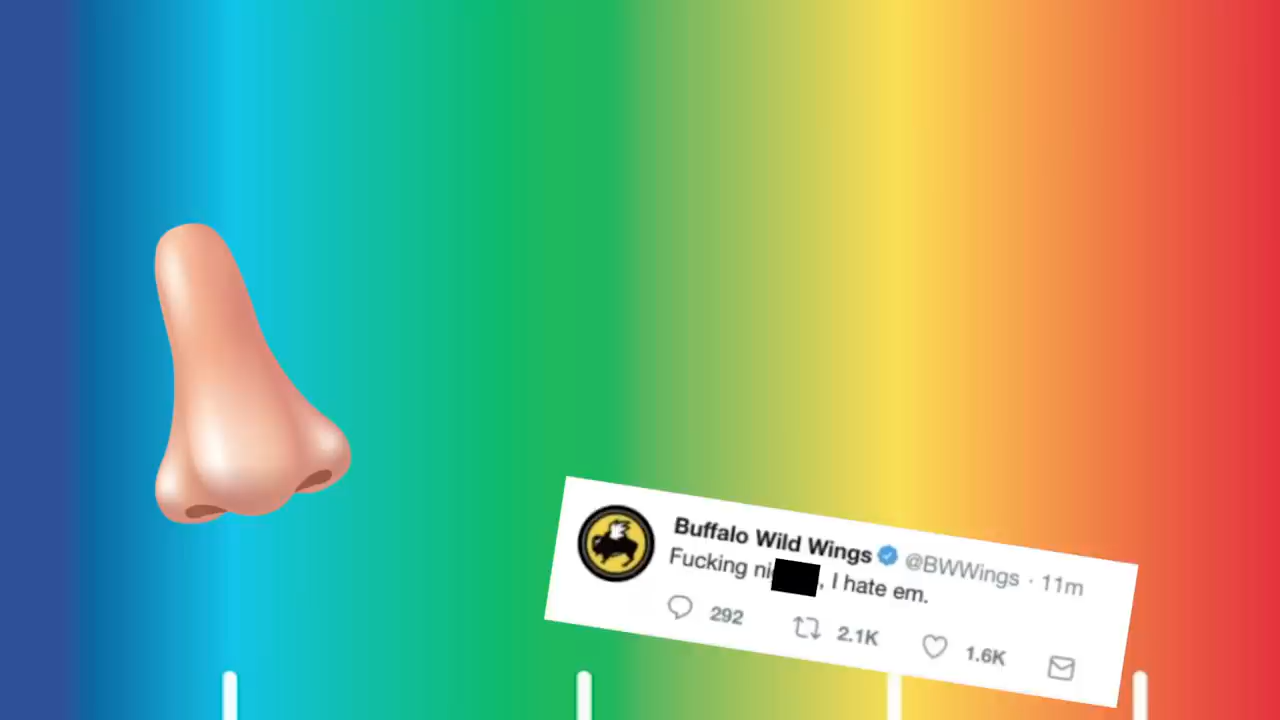 Buffalo Wild Wings @BWWings · 11m
Fucking ni, I hate em.
292 2.1K 1.6K